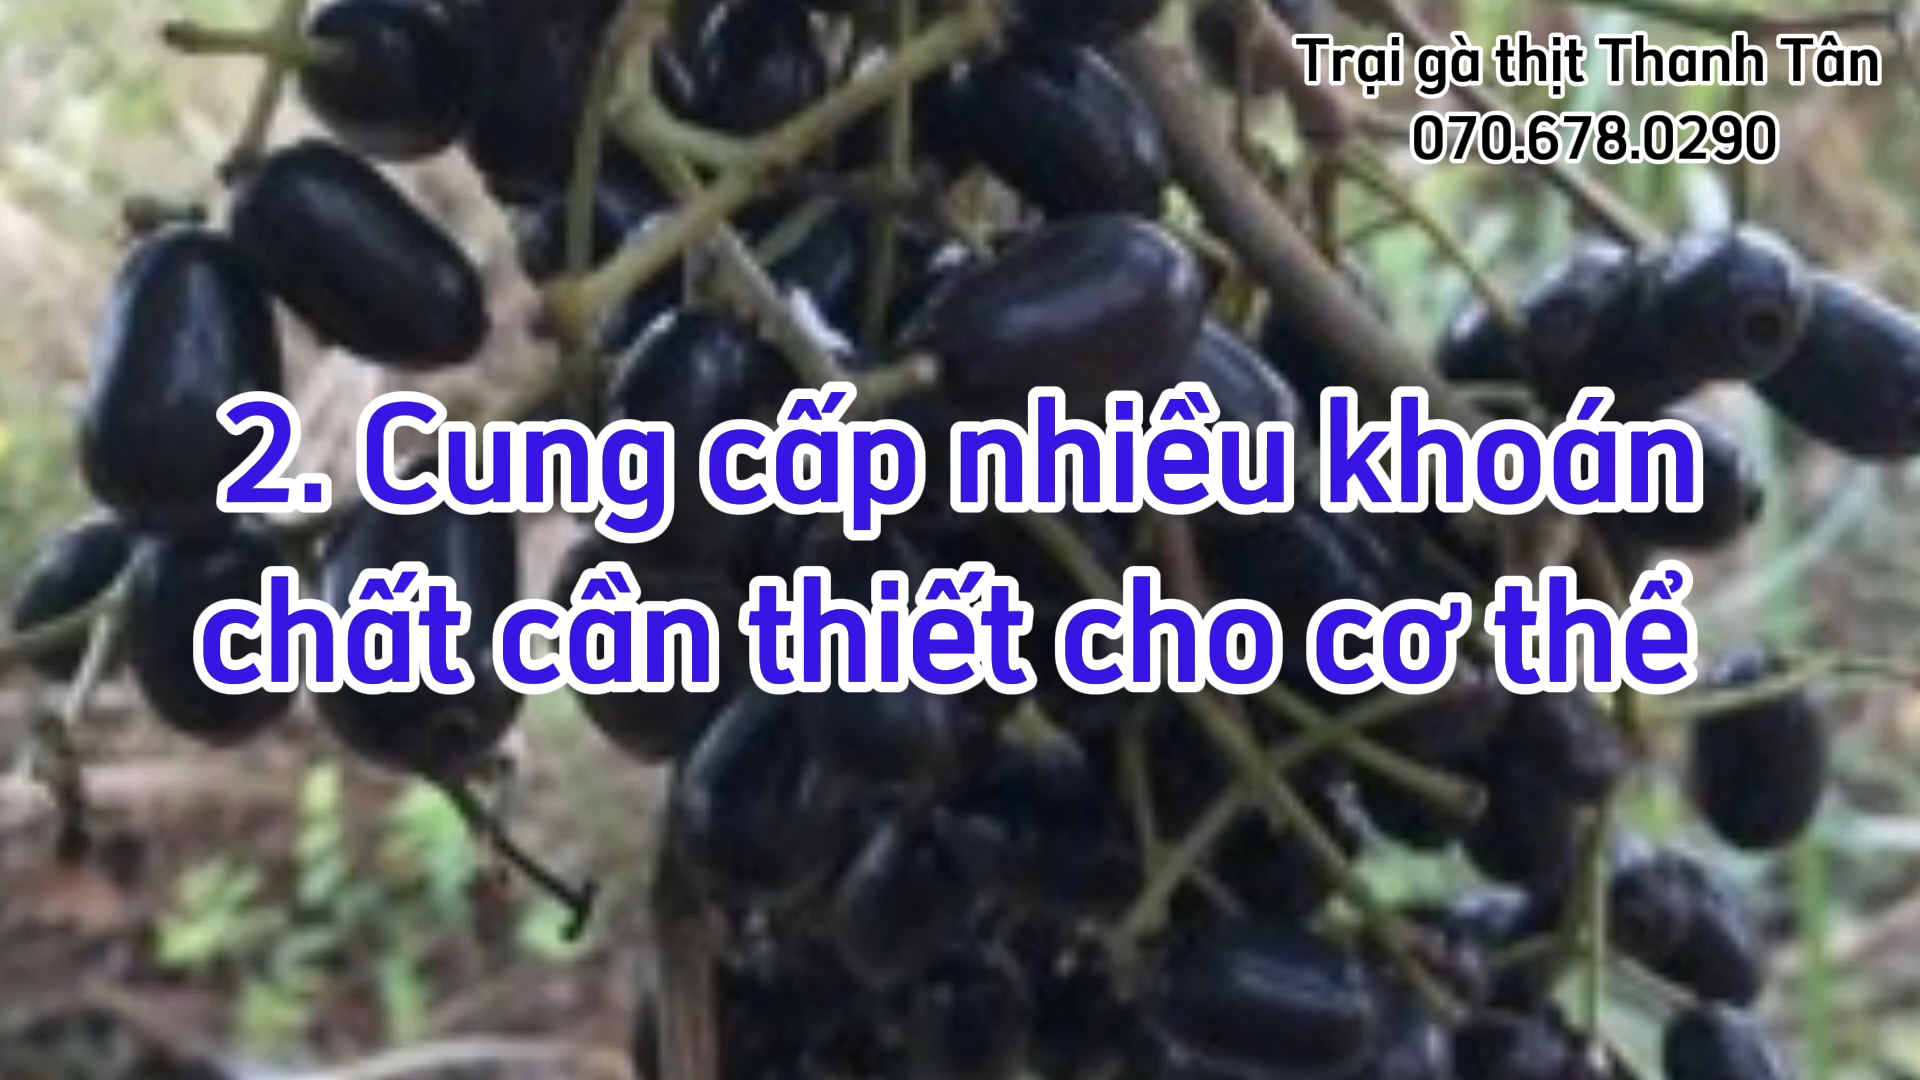 Trại gà thịt Thanh Tân
070.678.0290
2. Cung cấp nhiều khoán
chất cần thiết cho cơ thể